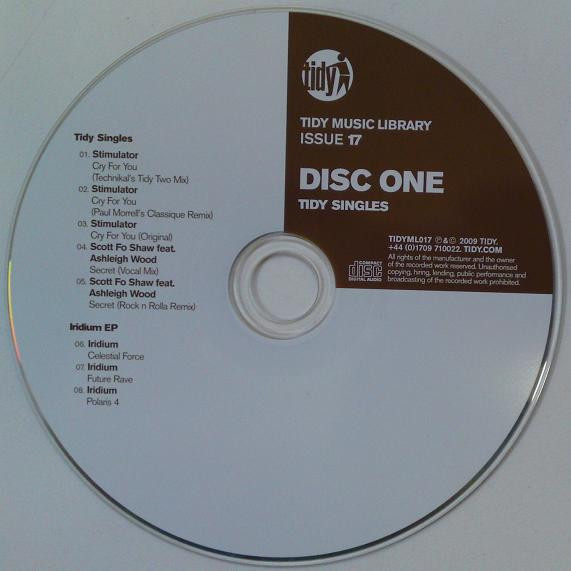 tidy
TIDY MUSIC LIBRARY
ISSUE 17
DISC ONE
TIDY SINGLES
TIDYML017 ℗&© 2009 TIDY.
+44 (0)1709 710022. TIDY.COM
COMPACT
disc
DIGITAL AUDIO
All rights of the manufacturer and the owner
of the recorded work reserved. Unauthorised
copying, hiring, lending, public performance and
broadcasting of the recorded work prohibited.
Tidy Singles
01. Stimulator
Cry For You
(Technikal's Tidy Two Mix)
02. Stimulator
Cry For You
(Paul Morrell's Classique Remix)
03. Stimulator
Cry For You (Original)
04. Scott Fo Shaw feat.
Ashleigh Wood
Secret (Vocal Mix)
05. Scott Fo Shaw feat.
Ashleigh Wood
Secret (Rock n Rolla Remix)
Iridium EP
06. Iridium
Celestial Force
07. Iridium
Future Rave
08. Iridium
Polaris 4